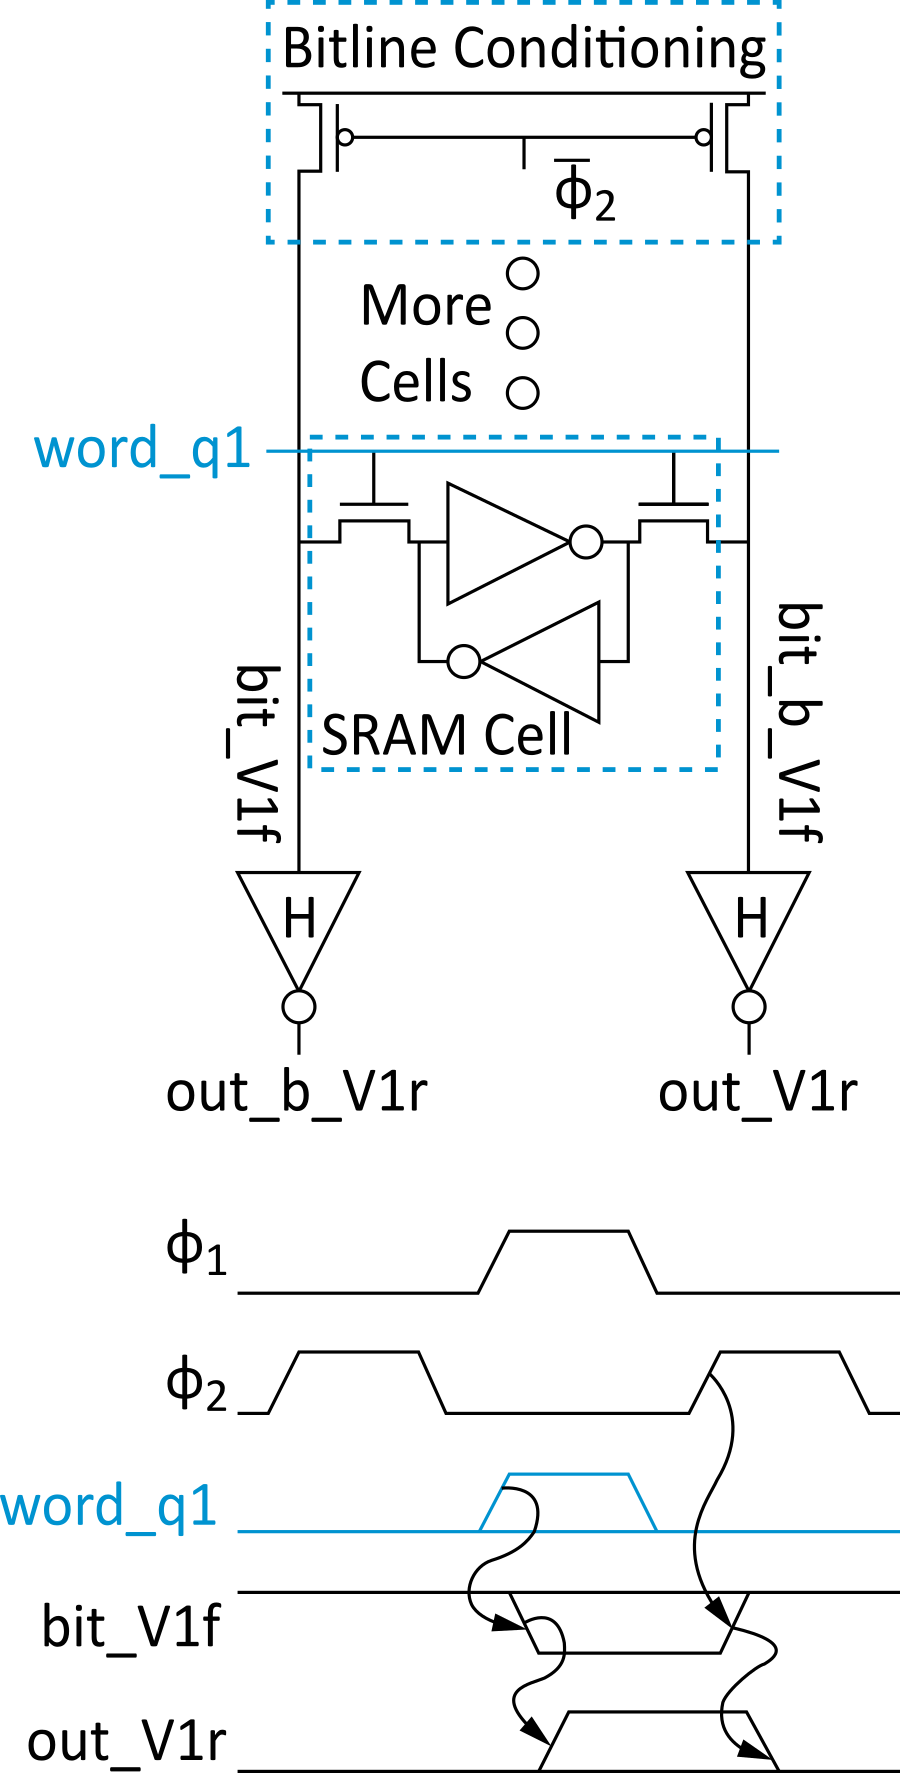 Bitline Conditioning
ϕ̅2
More
Cells
word_q1
bit_V1f
bit_b_V1f
SRAM Cell
H
H
out_b_V1r
out_V1r
ϕ1
ϕ2
word_q1
bit_V1f
out_V1r